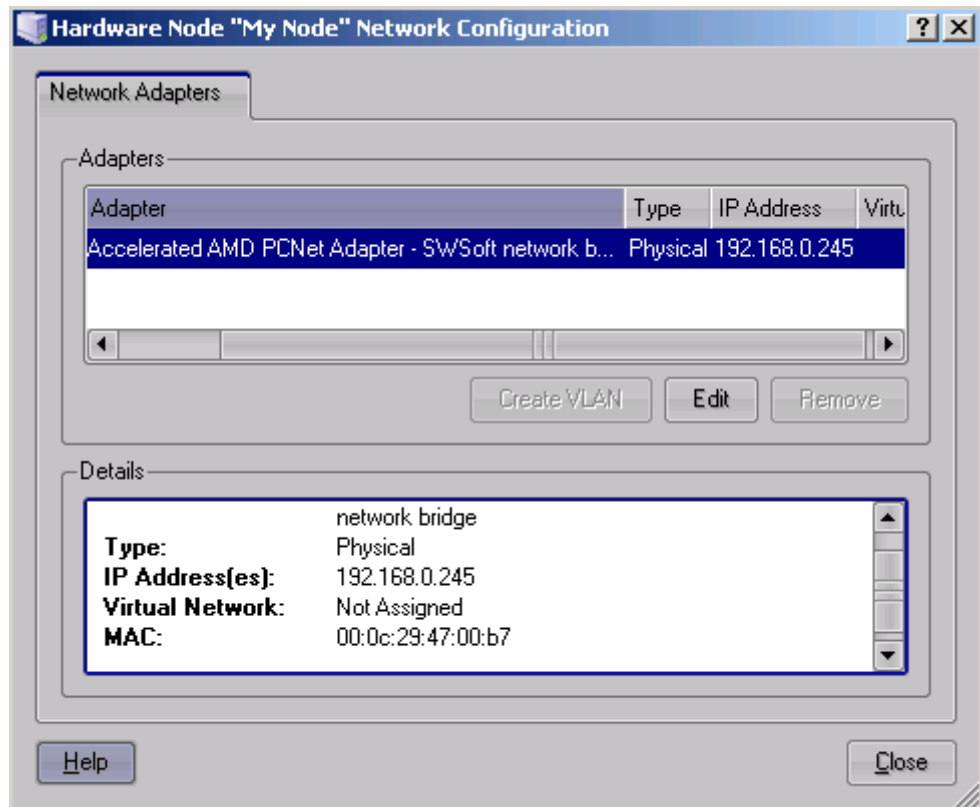 Hardware Node "My Node" Network Configuration
Network Adapters
Adapters
Adapter Type IP Address Virtu
Accelerated AMD PCNet Adapter - SWSoft network b... Physical 192.168.0.245
Create VLAN Edit Remove
Details
network bridge
Type: Physical
IP Address(es): 192.168.0.245
Virtual Network: Not Assigned
MAC: 00:0c:29:47:00:b7
Help Close